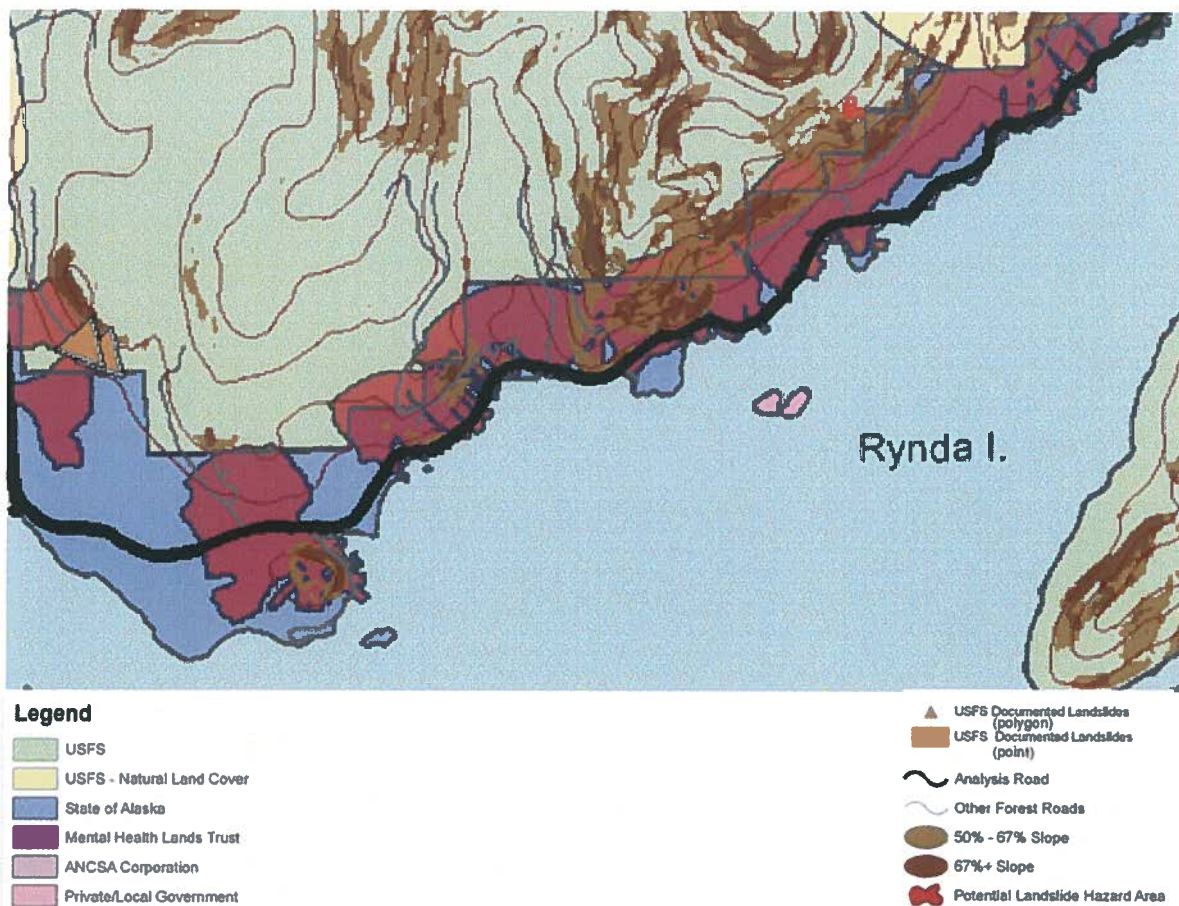 Rynda I.
Legend
USFS
USFS - Natural Land Cover
State of Alaska
Mental Health Lands Trust
ANCSA Corporation
Private/Local Government
USFS Documented Landslides
(polygon)
USFS Documented Landslides
(point)
Analysis Road
Other Forest Roads
50% - 67% Slope
67%+ Slope
Potential Landslide Hazard Area